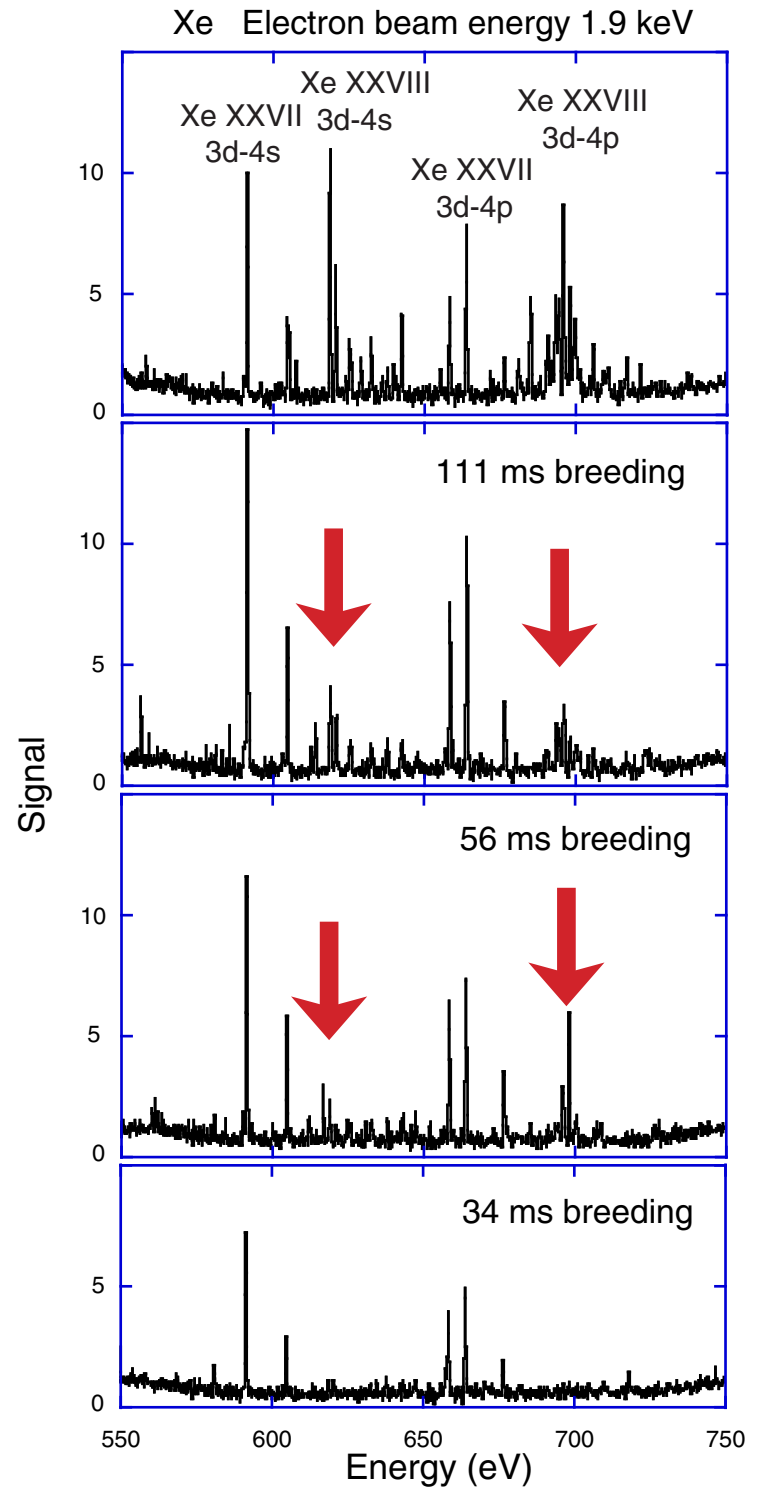 Xe Electron beam energy 1.9 keV
Xe XXVIII
3d-4s
Xe XXVII
3d-4s
Xe XXVIII
3d-4p
Xe XXVII
3d-4p
10
5
0
111 ms breeding
10
5
0
Signal
56 ms breeding
10
5
0
34 ms breeding
5
0
550 600 650 700 750
Energy (eV)